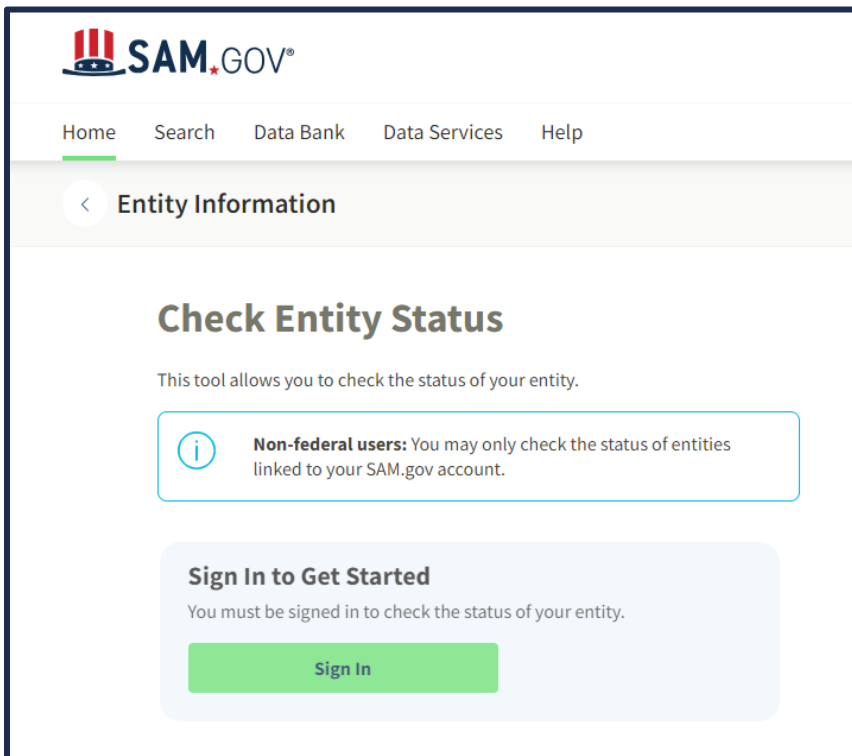 SAM.GOV®
Home Search Data Bank Data Services Help
Entity Information
Check Entity Status
This tool allows you to check the status of your entity.
Non-federal users: You may only check the status of entities
linked to your SAM.gov account.
Sign In to Get Started
You must be signed in to check the status of your entity.
Sign In